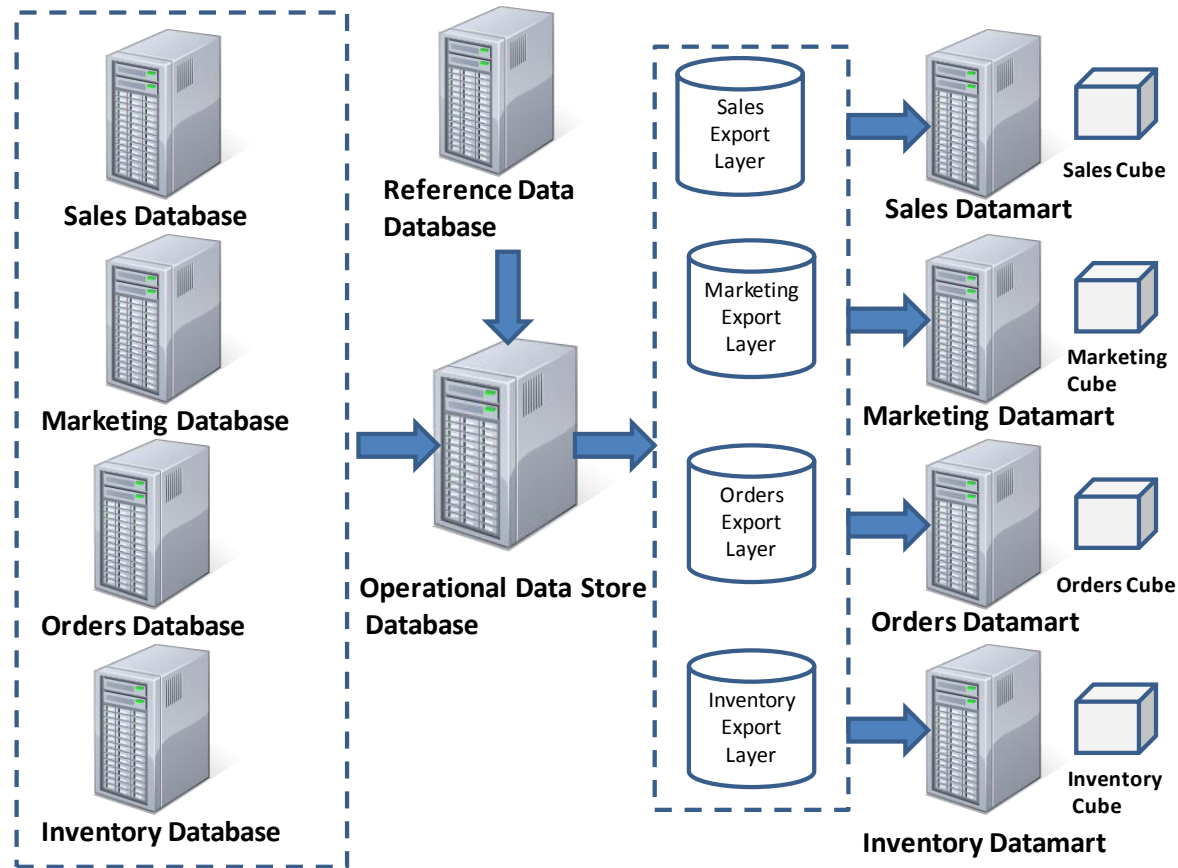 Sales Database
Marketing Database
Orders Database
Inventory Database
Reference Data
Database
Operational Data Store
Database
Sales
Export
Layer
Marketing
Export
Layer
Orders
Export
Layer
Inventory
Export
Layer
Sales Datamart
Sales Cube
Marketing Datamart
Marketing
Cube
Orders Datamart
Orders Cube
Inventory Datamart
Inventory
Cube